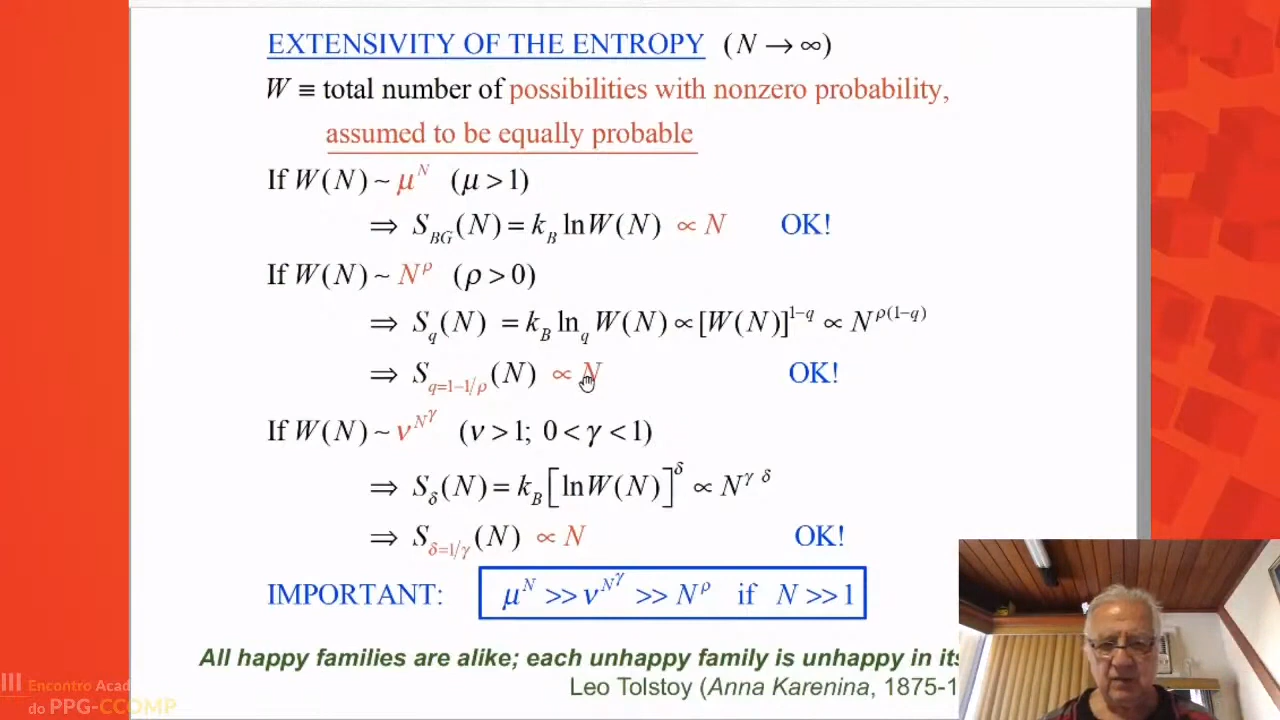 EXTENSIVITY OF THE ENTROPY (N → ∞)
W ≡ total number of possibilities with nonzero probability,
assumed to be equally probable
If W(N) ~ μ^N (μ > 1)
⇒ S_BG(N) = k_B ln W(N) ∝ N OK!
If W(N) ~ N^ρ (ρ > 0)
⇒ S_q(N) = k_B ln_q W(N) ∝ [W(N)]^{1−q} ∝ N^{ρ(1−q)}
⇒ S_{q=1−1/ρ}(N) ∝ N OK!
If W(N) ~ ν^{N^γ} (ν > 1; 0 < γ < 1)
⇒ S_δ(N) = k_B [ln W(N)]^δ ∝ N^{γ δ}
⇒ S_{δ=1/γ}(N) ∝ N OK!
IMPORTANT: μ^N >> ν^{N^γ} >> N^ρ if N >> 1
All happy families are alike; each unhappy family is unhappy in its
Leo Tolstoy (Anna Karenina, 1875-1
III Encontro Acad
do PPG-CCOMP